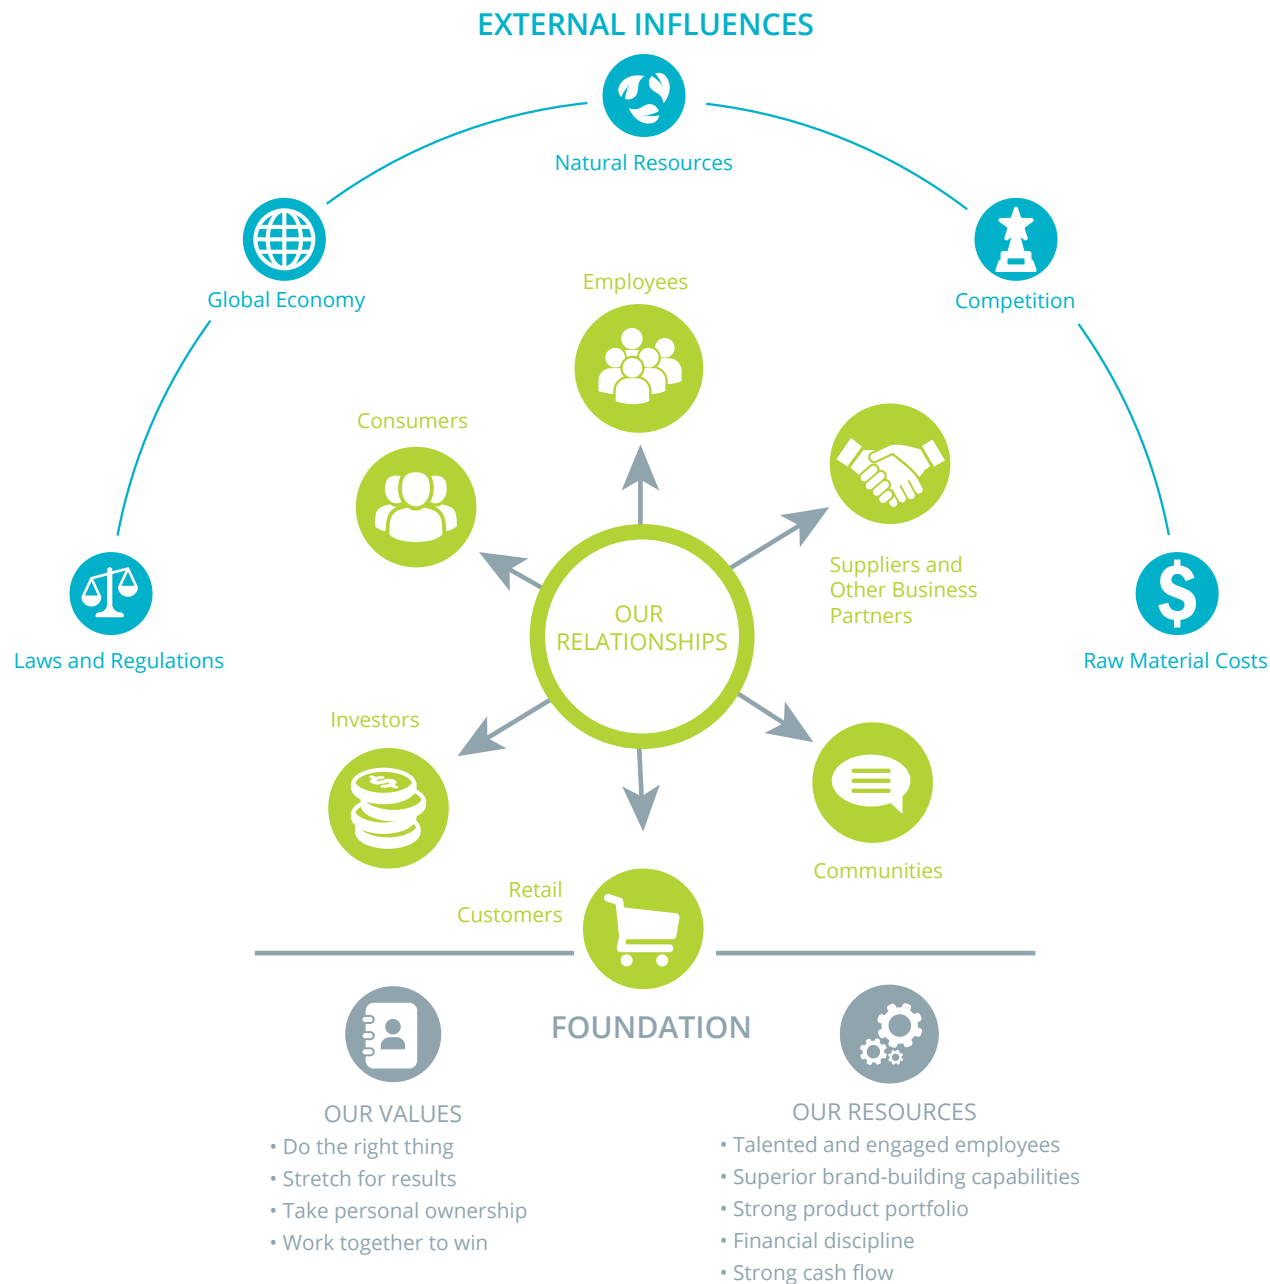 EXTERNAL INFLUENCES
Natural Resources
Global Economy
Competition
Laws and Regulations
Raw Material Costs
Employees
Consumers
Suppliers and
Other Business
Partners
OUR
RELATIONSHIPS
Investors
Communities
Retail
Customers
FOUNDATION
OUR VALUES
• Do the right thing
• Stretch for results
• Take personal ownership
• Work together to win
OUR RESOURCES
• Talented and engaged employees
• Superior brand-building capabilities
• Strong product portfolio
• Financial discipline
• Strong cash flow